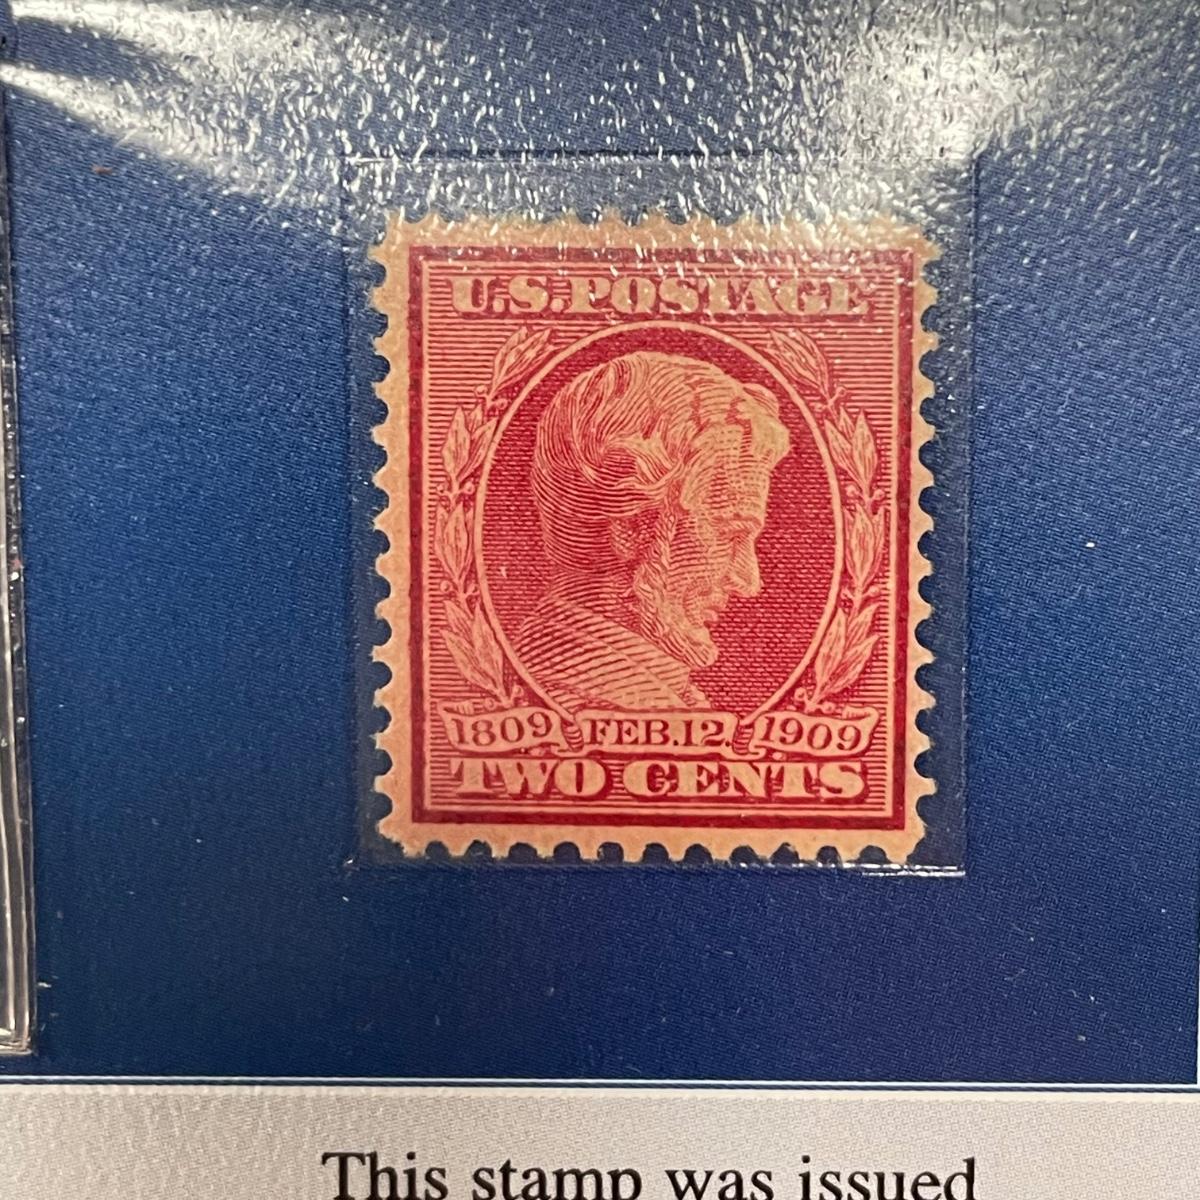 U.S. POSTAGE
1809 FEB. 12. 1909
TWO CENTS
This stamp was issued